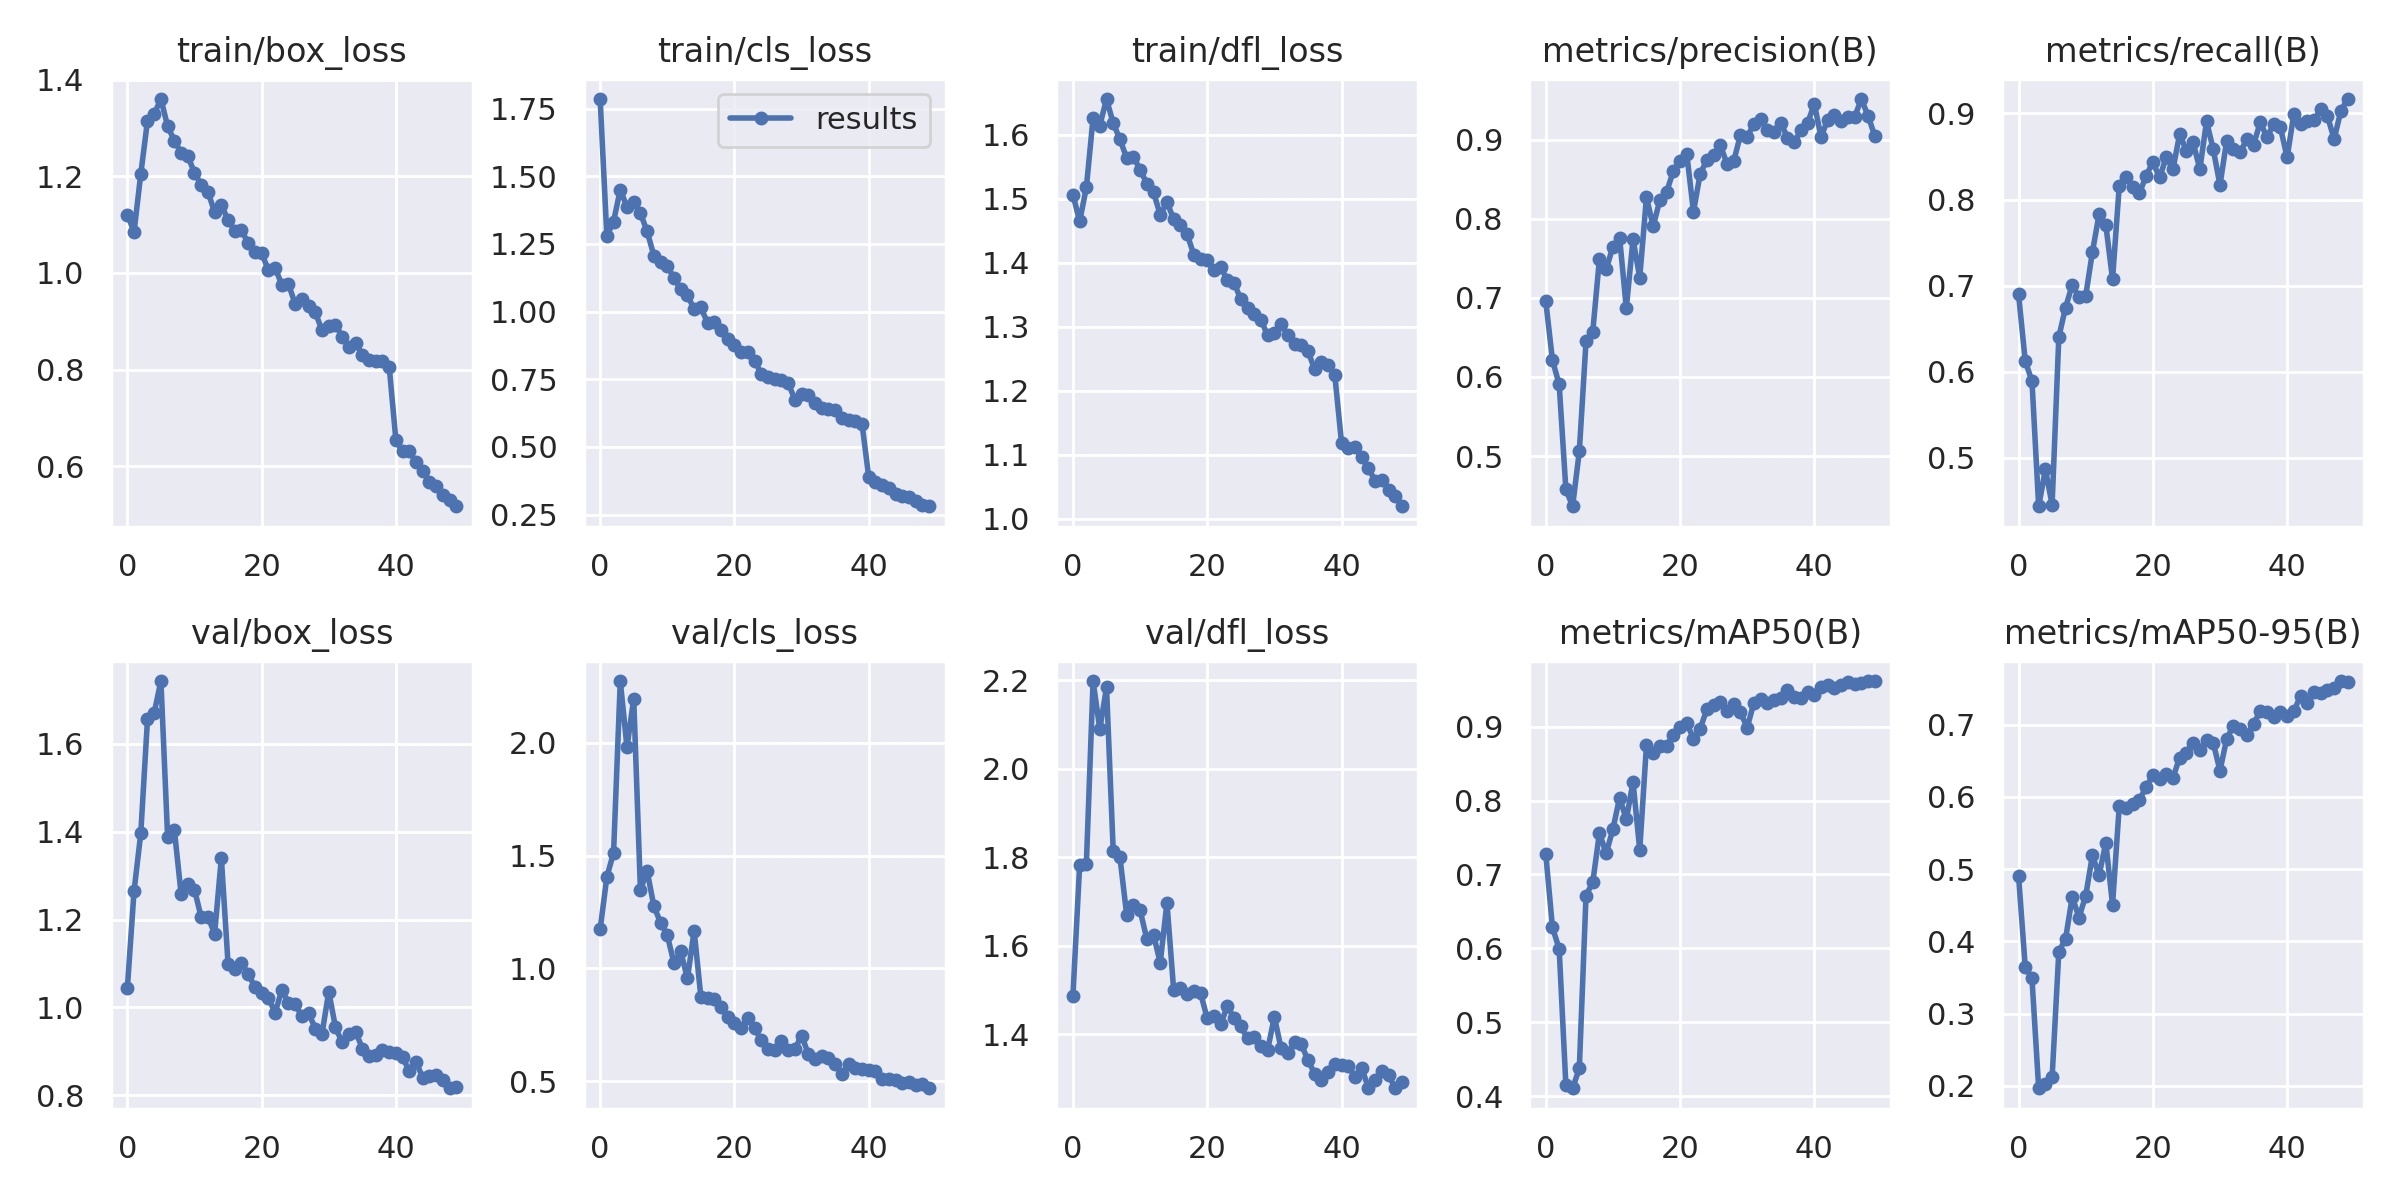 train/box_loss
1.4
1.2
1.0
0.8
0.6
0 20 40
train/cls_loss
results
1.75
1.50
1.25
1.00
0.75
0.50
0.25
0 20 40
train/dfl_loss
1.6
1.5
1.4
1.3
1.2
1.1
1.0
0 20 40
metrics/precision(B)
0.9
0.8
0.7
0.6
0.5
0 20 40
metrics/recall(B)
0.9
0.8
0.7
0.6
0.5
0 20 40
val/box_loss
1.6
1.4
1.2
1.0
0.8
0 20 40
val/cls_loss
2.0
1.5
1.0
0.5
0 20 40
val/dfl_loss
2.2
2.0
1.8
1.6
1.4
0 20 40
metrics/mAP50(B)
0.9
0.8
0.7
0.6
0.5
0.4
0 20 40
metrics/mAP50-95(B)
0.7
0.6
0.5
0.4
0.3
0.2
0 20 40